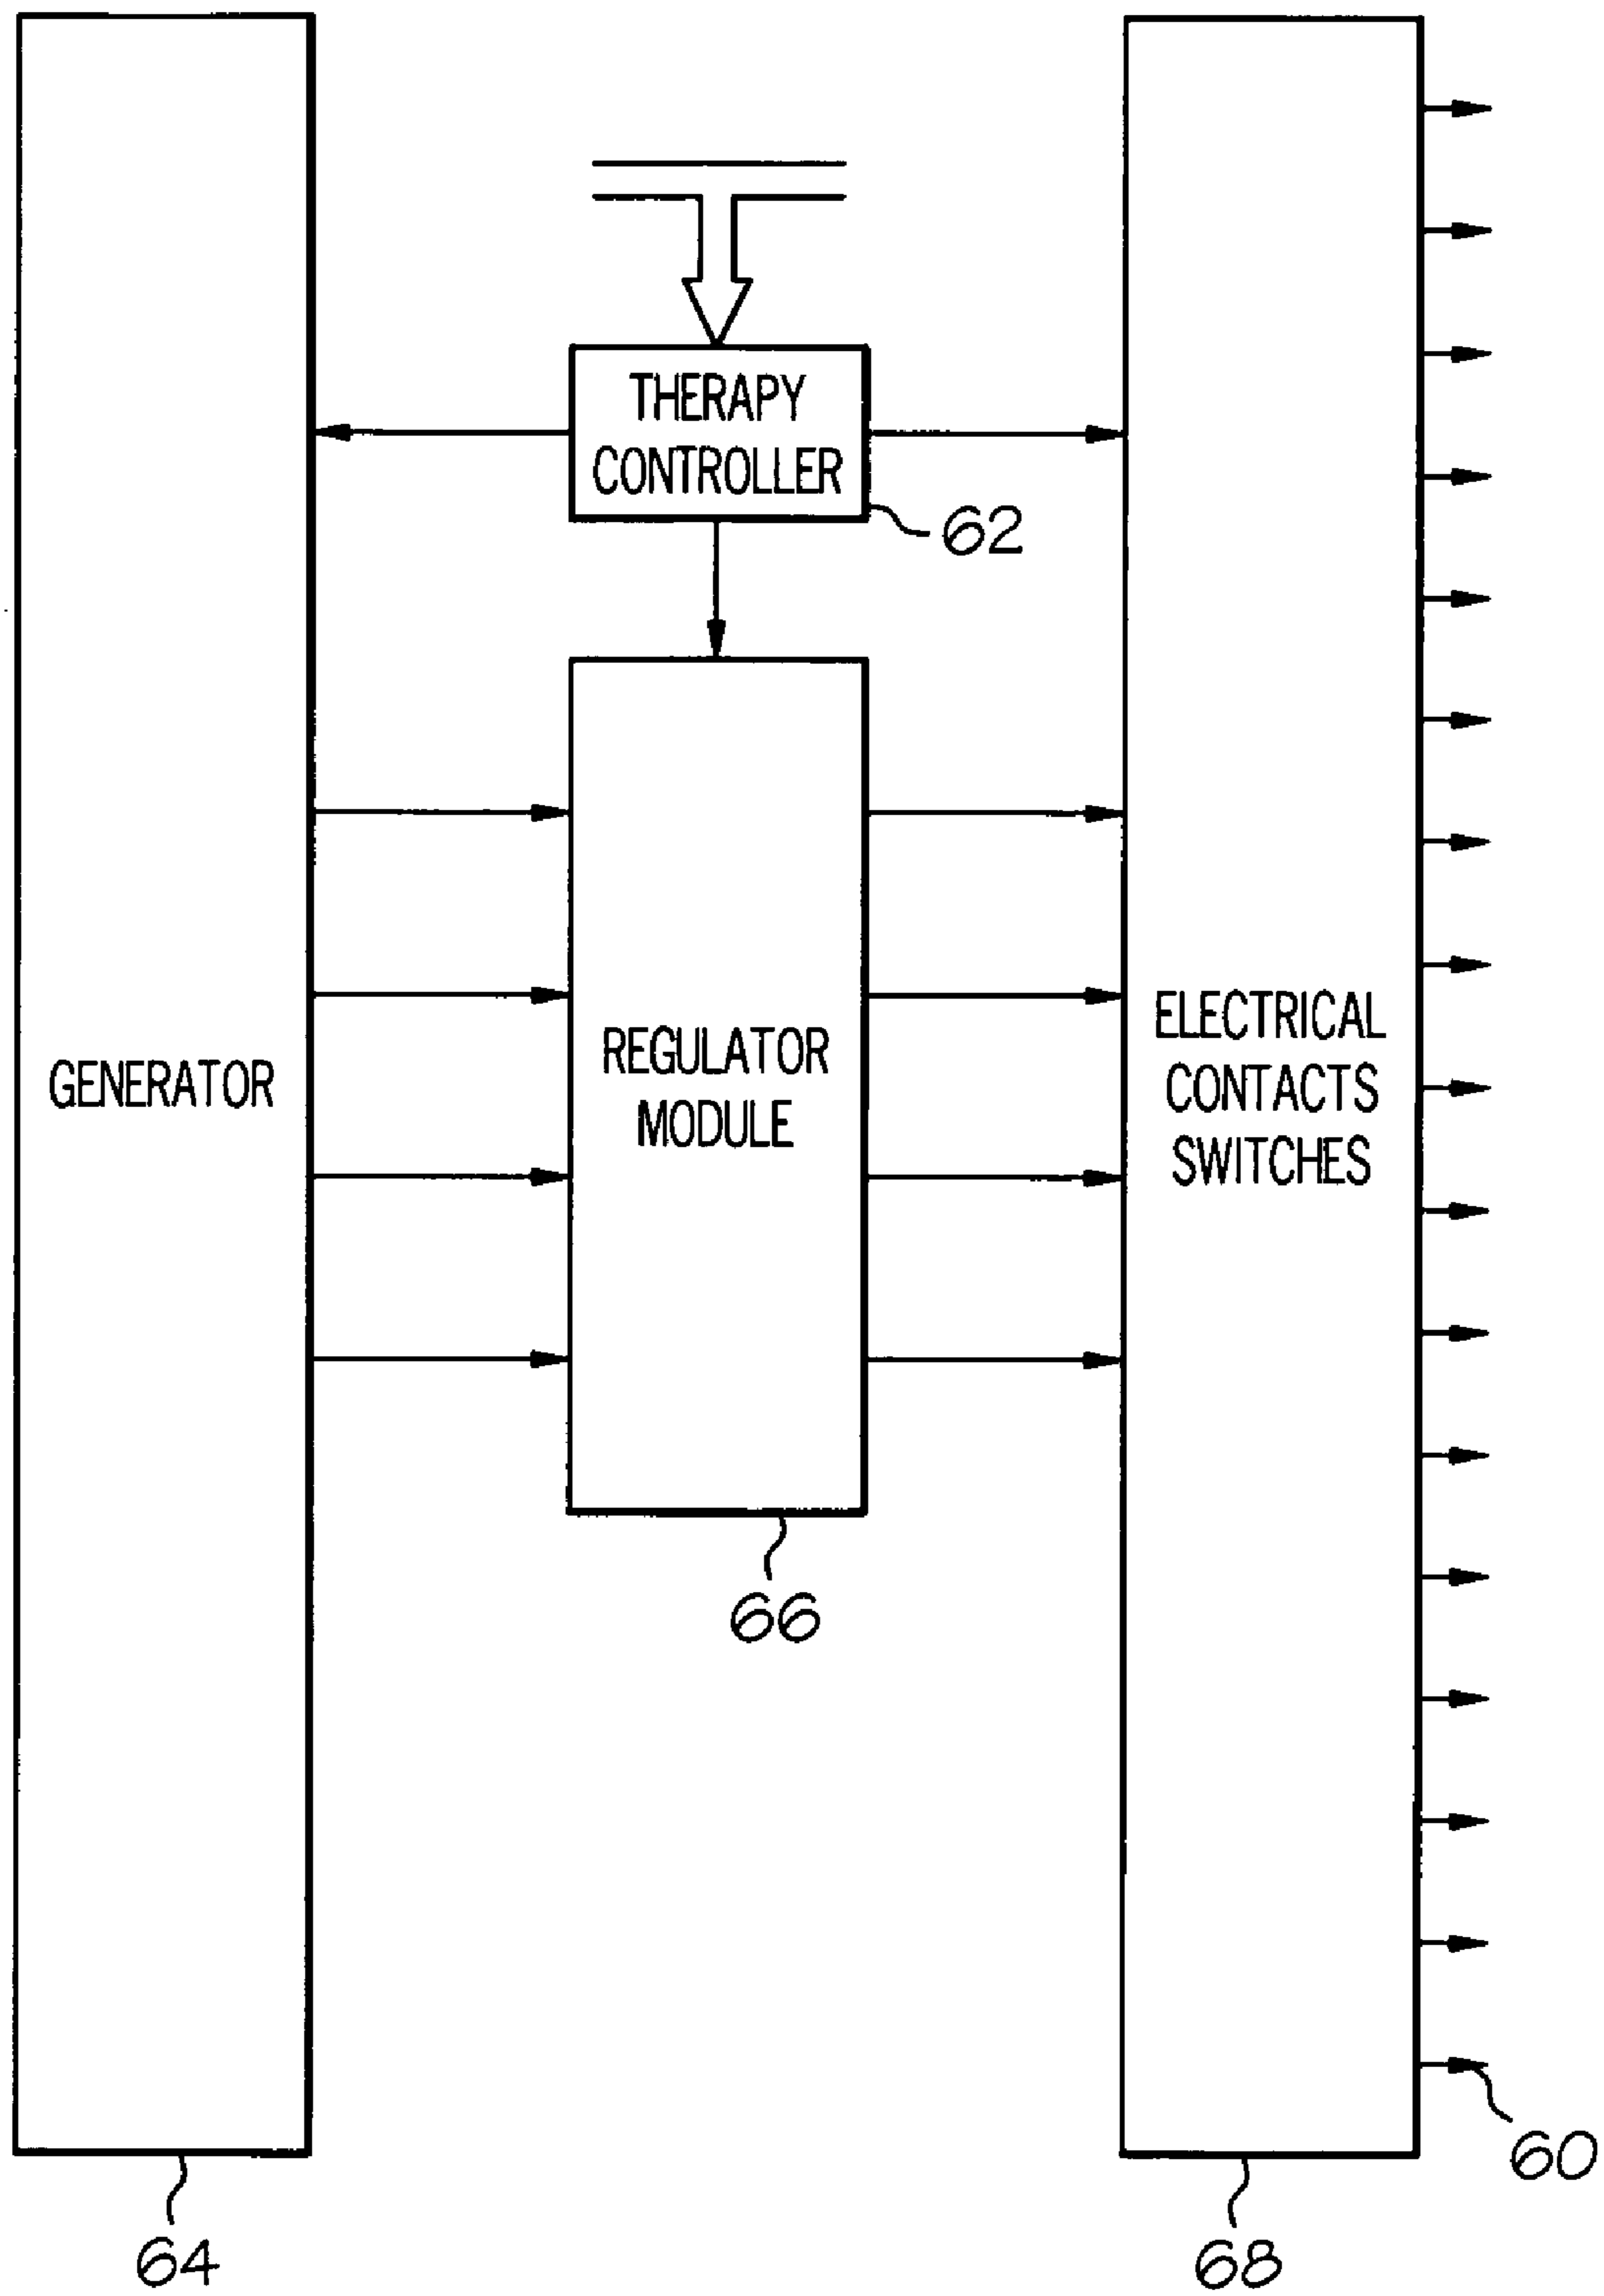 THERAPY
CONTROLLER
62
GENERATOR
REGULATOR
MODULE
ELECTRICAL
CONTACTS
SWITCHES
66
60
64
68